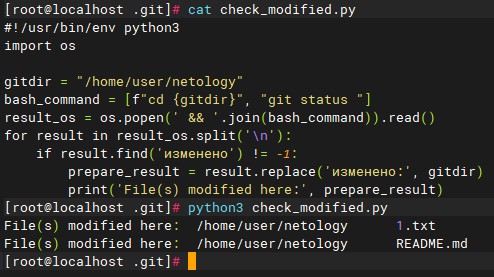 [root@localhost .git]# cat check_modified.py
#!/usr/bin/env python3
import os

gitdir = "/home/user/netology"
bash_command = [f"cd {gitdir}", "git status "]
result_os = os.popen(' && '.join(bash_command)).read()
for result in result_os.split('\n'):
    if result.find('изменено') != -1:
        prepare_result = result.replace('изменено:', gitdir)
        print('File(s) modified here:', prepare_result)
[root@localhost .git]# python3 check_modified.py
File(s) modified here:  /home/user/netology      1.txt
File(s) modified here:  /home/user/netology      README.md
[root@localhost .git]#